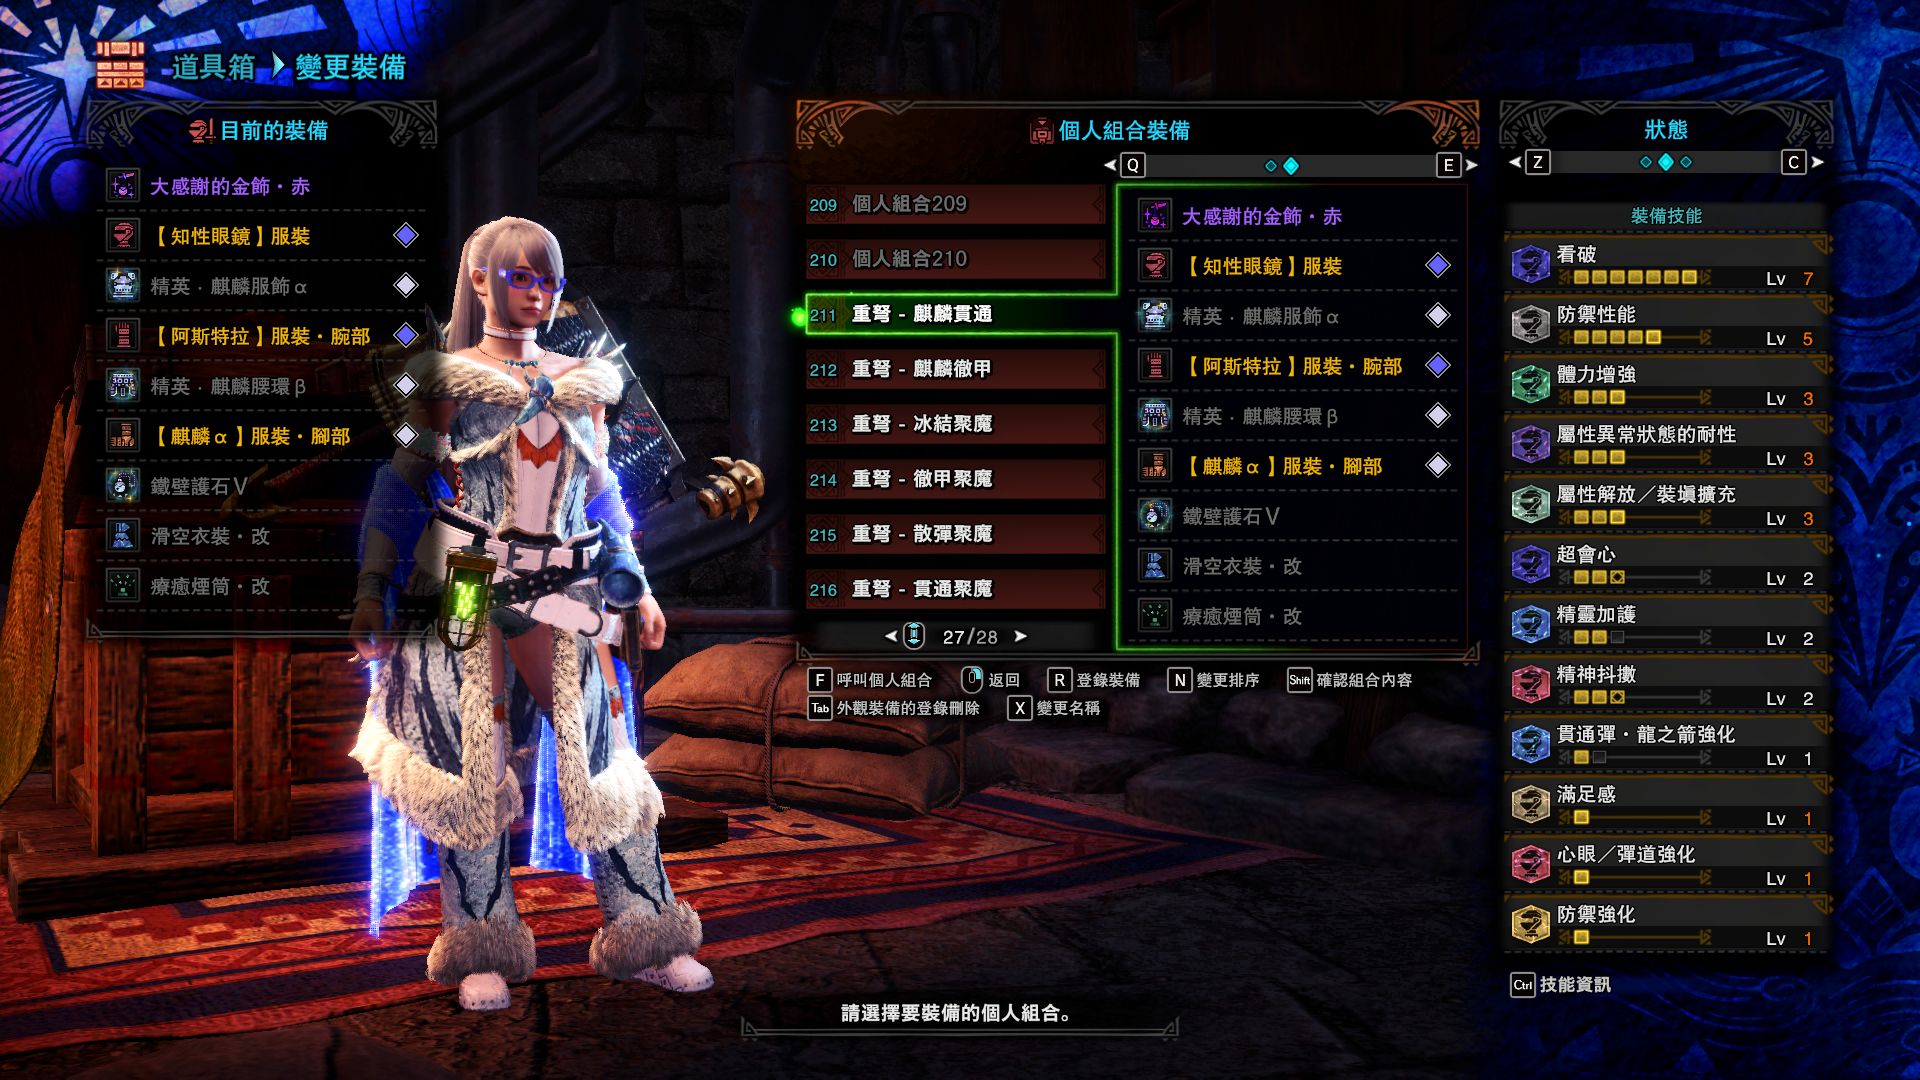 道具箱 變更裝備
目前的裝備
大感謝的金飾・赤
【知性眼鏡】服裝
精英．麒麟服飾α
【阿斯特拉】服裝・腕部
精英．麒麟腰環β
【麒麟α】服裝・腳部
鐵壁護石Ⅴ
滑空衣裝・改
療癒煙筒・改
個人組合裝備
Q E
209 個人組合209
210 個人組合210
211 重弩 - 麒麟貫通
212 重弩 - 麒麟徹甲
213 重弩 - 冰結聚魔
214 重弩 - 徹甲聚魔
215 重弩 - 散彈聚魔
216 重弩 - 貫通聚魔
27/28
大感謝的金飾・赤
【知性眼鏡】服裝
精英．麒麟服飾α
【阿斯特拉】服裝・腕部
精英．麒麟腰環β
【麒麟α】服裝・腳部
鐵壁護石Ⅴ
滑空衣裝・改
療癒煙筒・改
F 呼叫個人組合 返回 R 登錄裝備 N 變更排序 Shift 確認組合內容
Tab 外觀裝備的登錄刪除 X 變更名稱
狀態
Z C
裝備技能
看破
Lv 7
防禦性能
Lv 5
體力增強
Lv 3
屬性異常狀態的耐性
Lv 3
屬性解放／裝填擴充
Lv 3
超會心
Lv 2
精靈加護
Lv 2
精神抖擻
Lv 2
貫通彈・龍之箭強化
Lv 1
滿足感
Lv 1
心眼／彈道強化
Lv 1
防禦強化
Lv 1
Ctrl 技能資訊
請選擇要裝備的個人組合。